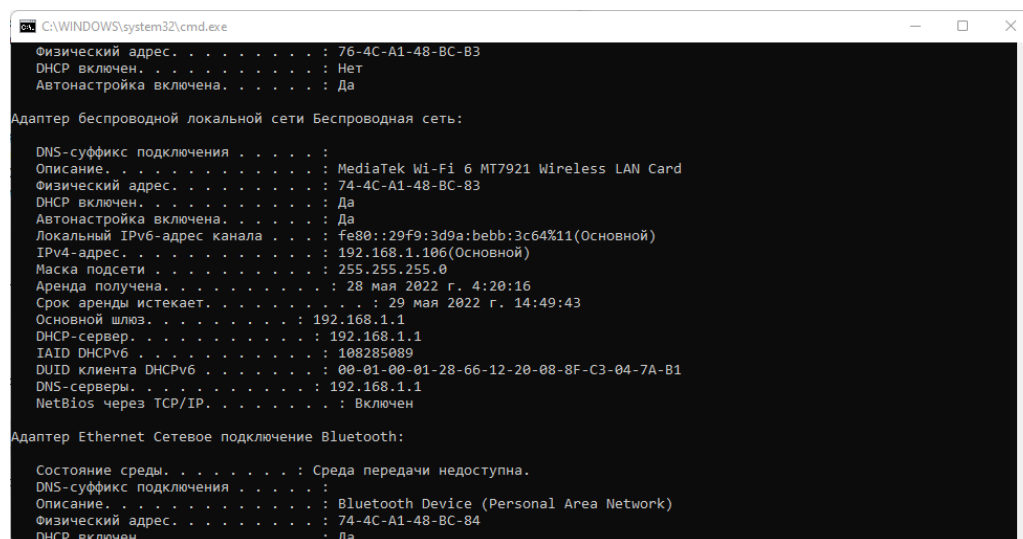 C:\WINDOWS\system32\cmd.exe
Физический адрес. . . . . . . . . : 76-4C-A1-48-BC-B3
DHCP включен. . . . . . . . . . . : Нет
Автонастройка включена. . . . . . : Да
Адаптер беспроводной локальной сети Беспроводная сеть:
DNS-суффикс подключения . . . . . :
Описание. . . . . . . . . . . . . : MediaTek Wi-Fi 6 MT7921 Wireless LAN Card
Физический адрес. . . . . . . . . : 74-4C-A1-48-BC-83
DHCP включен. . . . . . . . . . . : Да
Автонастройка включена. . . . . . : Да
Локальный IPv6-адрес канала . . . : fe80::29f9:3d9a:bebb:3c64%11(Основной)
IPv4-адрес. . . . . . . . . . . . : 192.168.1.106(Основной)
Маска подсети . . . . . . . . . . : 255.255.255.0
Аренда получена. . . . . . . . . . : 28 мая 2022 г. 4:20:16
Срок аренды истекает. . . . . . . . . . : 29 мая 2022 г. 14:49:43
Основной шлюз. . . . . . . . . : 192.168.1.1
DHCP-сервер. . . . . . . . . . . : 192.168.1.1
IAID DHCPv6 . . . . . . . . . . . : 108285089
DUID клиента DHCPv6 . . . . . . . : 00-01-00-01-28-66-12-20-08-8F-C3-04-7A-B1
DNS-серверы. . . . . . . . . . . : 192.168.1.1
NetBios через TCP/IP. . . . . . . . : Включен
Адаптер Ethernet Сетевое подключение Bluetooth:
Состояние среды. . . . . . . . : Среда передачи недоступна.
DNS-суффикс подключения . . . . . :
Описание. . . . . . . . . . . . . : Bluetooth Device (Personal Area Network)
Физический адрес. . . . . . . . . : 74-4C-A1-48-BC-84
DHCP включен. . . . . . . . . . . : Да